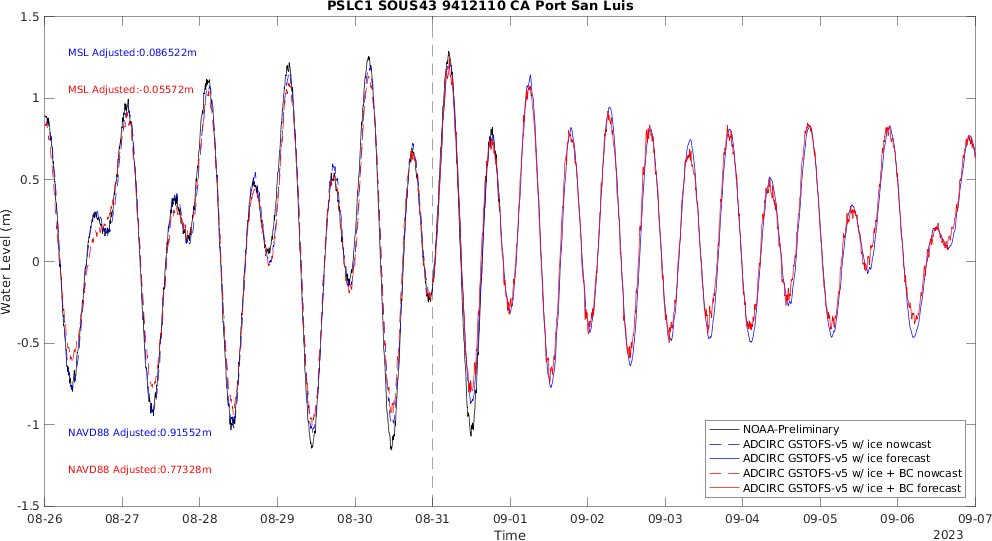 PSLC1 SOUS43 9412110 CA Port San Luis
MSL Adjusted:0.086522m
MSL Adjusted:-0.05572m
NAVD88 Adjusted:0.91552m
NAVD88 Adjusted:0.77328m
Water Level (m)
1.5
1
0.5
0
-0.5
-1
-1.5
NOAA-Preliminary
ADCIRC GSTOFS-v5 w/ ice nowcast
ADCIRC GSTOFS-v5 w/ ice forecast
ADCIRC GSTOFS-v5 w/ ice + BC nowcast
ADCIRC GSTOFS-v5 w/ ice + BC forecast
08-26 08-27 08-28 08-29 08-30 08-31 09-01 09-02 09-03 09-04 09-05 09-06 09-07
Time
2023